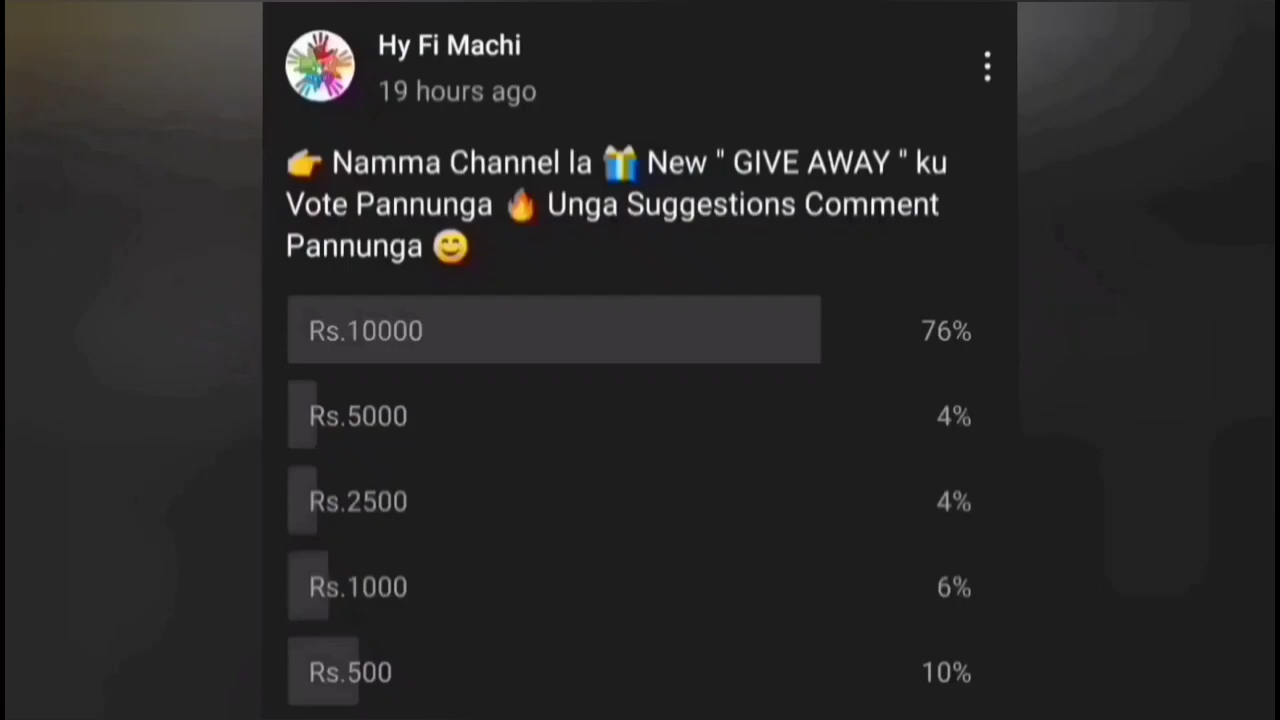 Hy Fi Machi
19 hours ago
👉 Namma Channel la 🎁 New " GIVE AWAY " ku
Vote Pannunga 🔥 Unga Suggestions Comment
Pannunga 😊
Rs.10000 76%
Rs.5000 4%
Rs.2500 4%
Rs.1000 6%
Rs.500 10%